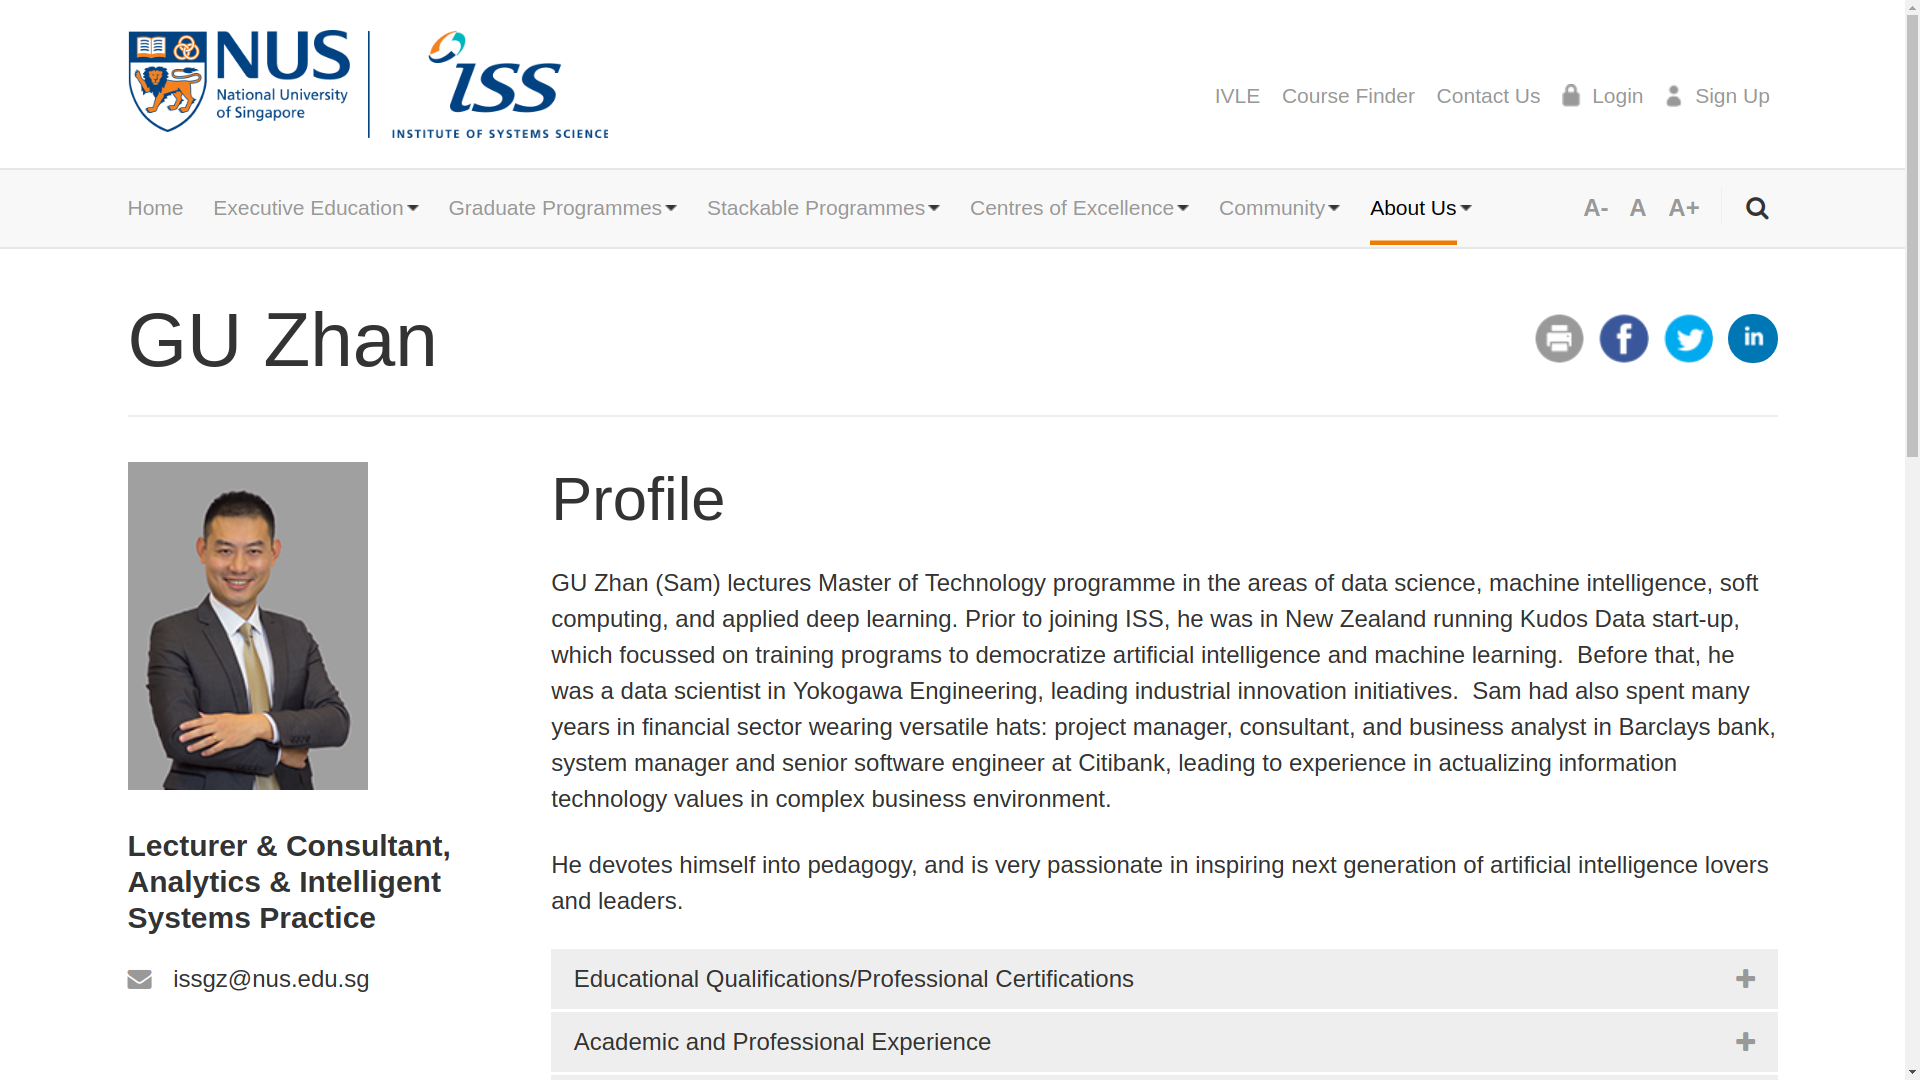 NUS
National University
of Singapore
iss
INSTITUTE OF SYSTEMS SCIENCE
IVLE Course Finder Contact Us Login Sign Up
Home Executive Education Graduate Programmes Stackable Programmes Centres of Excellence Community About Us A- A A+
GU Zhan
f
in
Profile
GU Zhan (Sam) lectures Master of Technology programme in the areas of data science, machine intelligence, soft
computing, and applied deep learning. Prior to joining ISS, he was in New Zealand running Kudos Data start-up,
which focussed on training programs to democratize artificial intelligence and machine learning.  Before that, he
was a data scientist in Yokogawa Engineering, leading industrial innovation initiatives.  Sam had also spent many
years in financial sector wearing versatile hats: project manager, consultant, and business analyst in Barclays bank,
system manager and senior software engineer at Citibank, leading to experience in actualizing information
technology values in complex business environment.
He devotes himself into pedagogy, and is very passionate in inspiring next generation of artificial intelligence lovers
and leaders.
Lecturer & Consultant,
Analytics & Intelligent
Systems Practice
issgz@nus.edu.sg
Educational Qualifications/Professional Certifications
Academic and Professional Experience